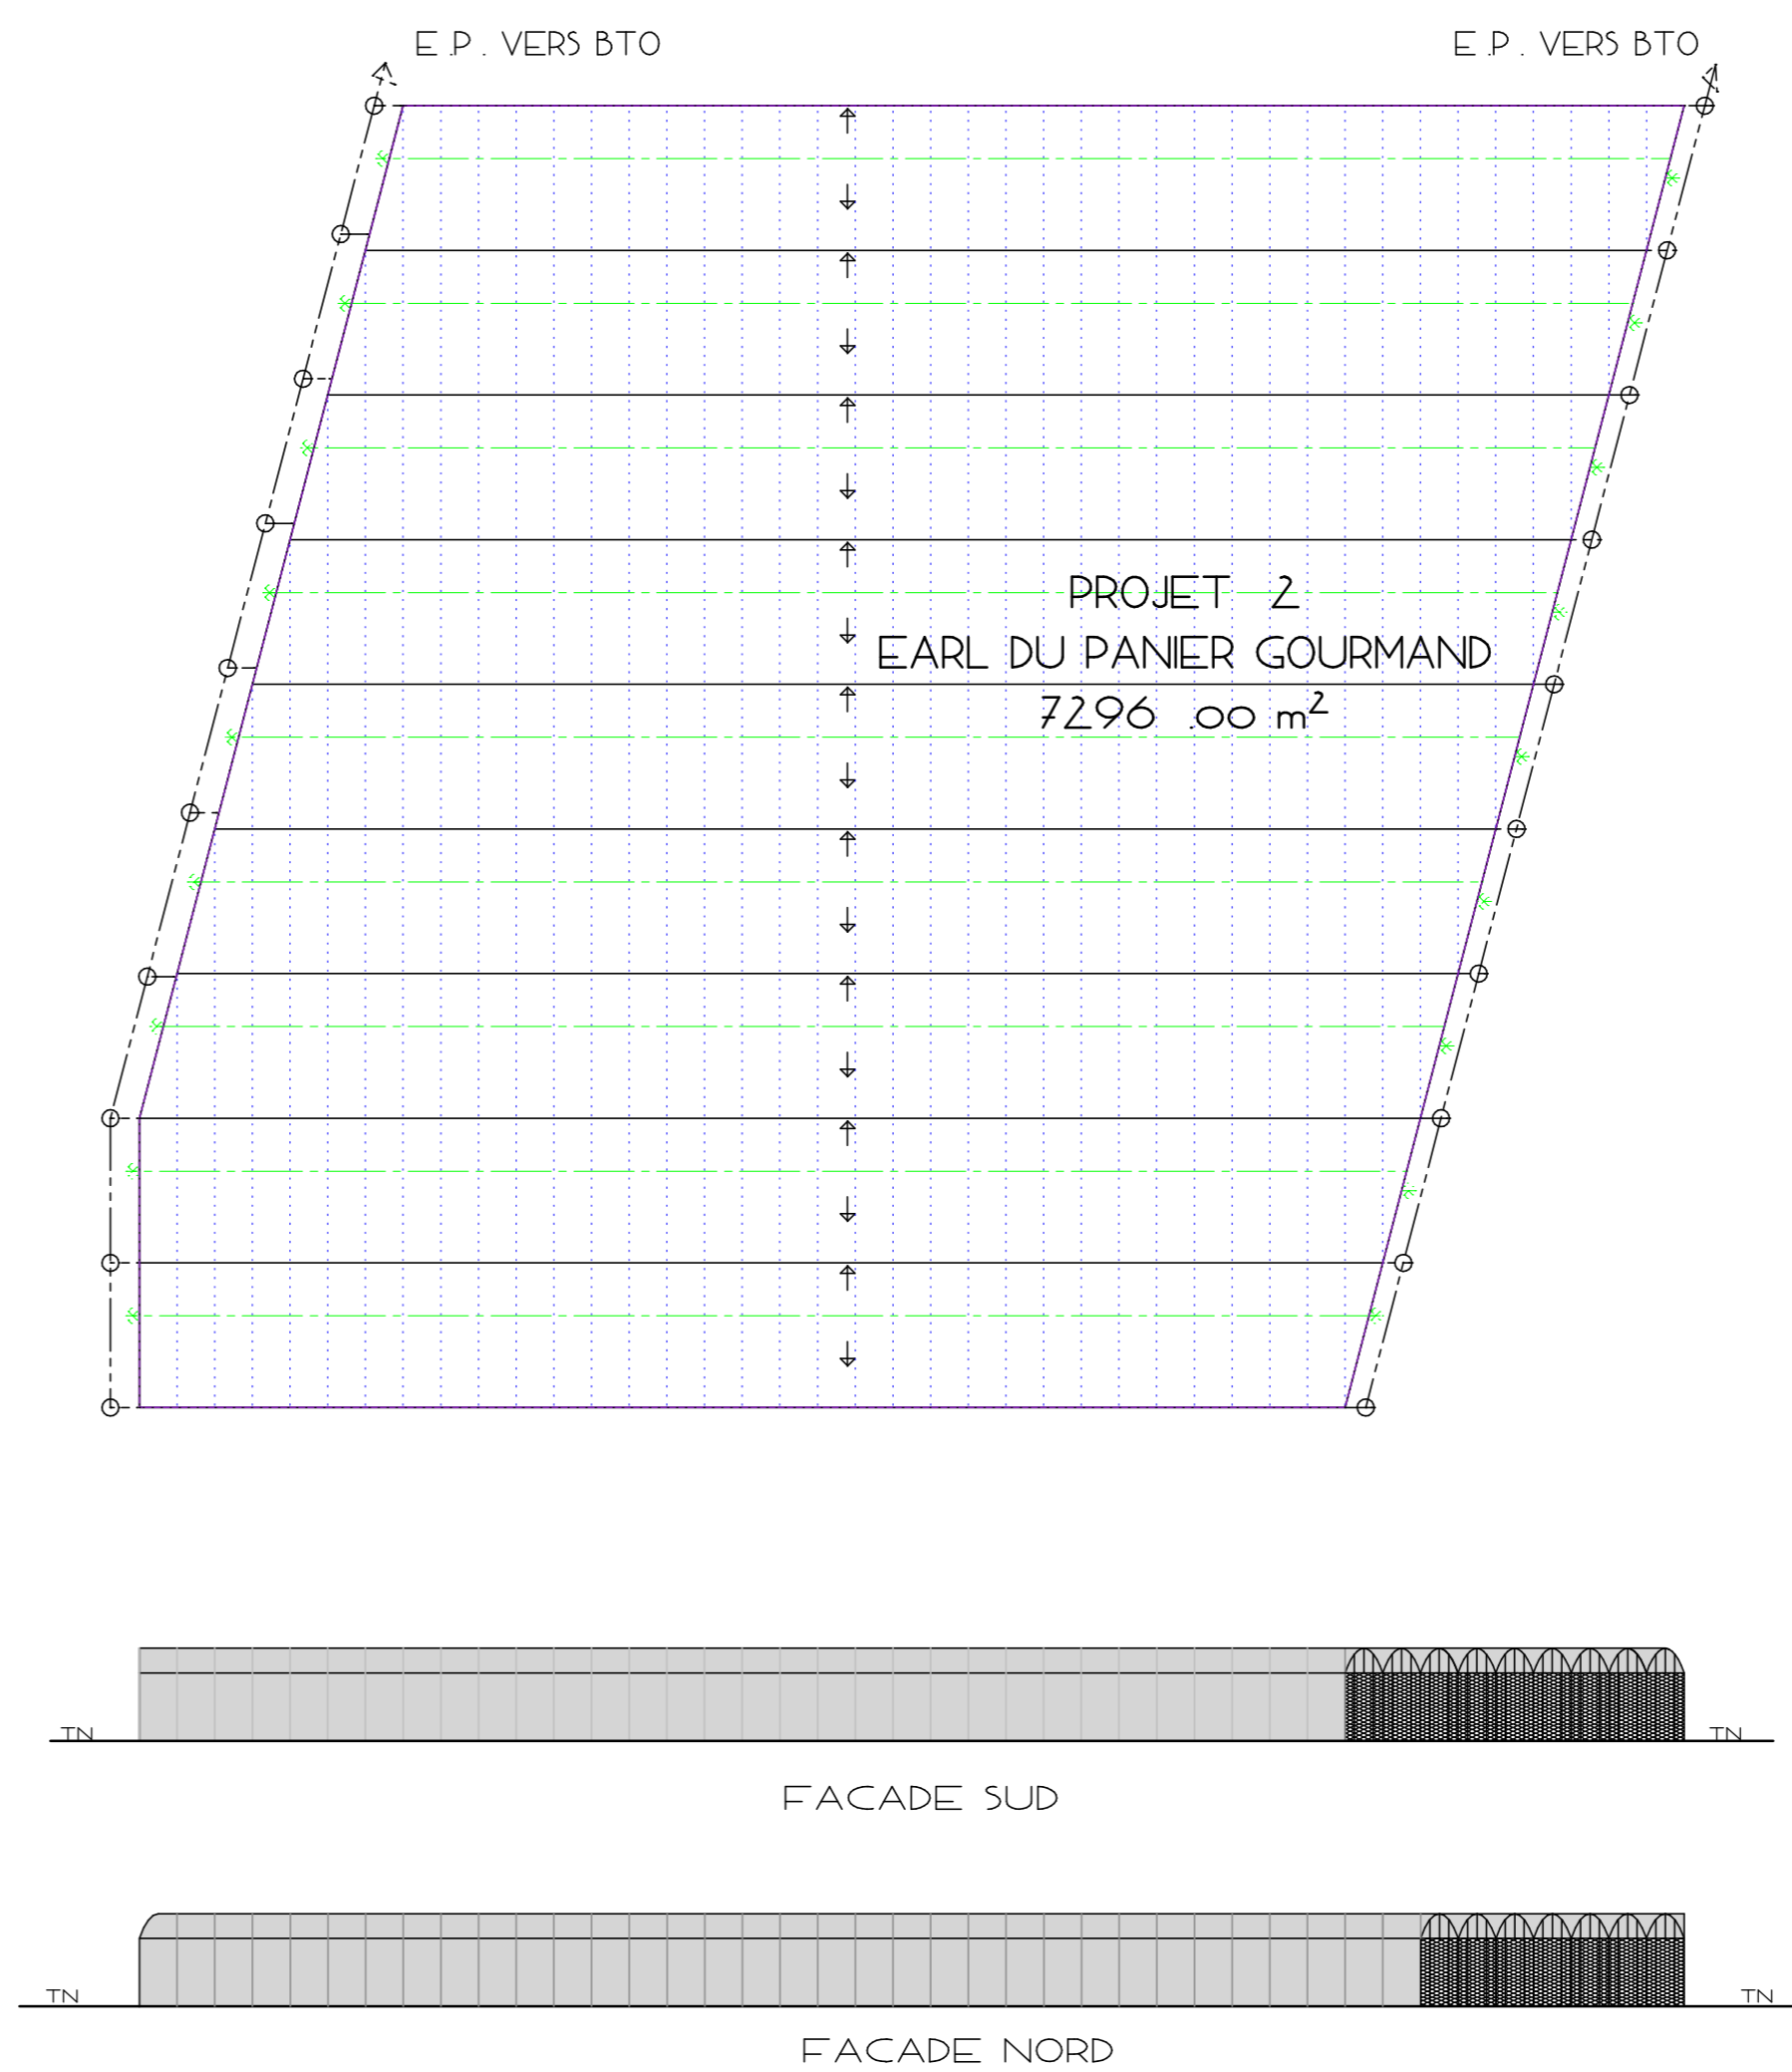 E.P. VERS BTO
E.P. VERS BTO
PROJET 2
EARL DU PANIER GOURMAND
7296 .00 m²
TN
TN
FACADE SUD
TN
TN
FACADE NORD